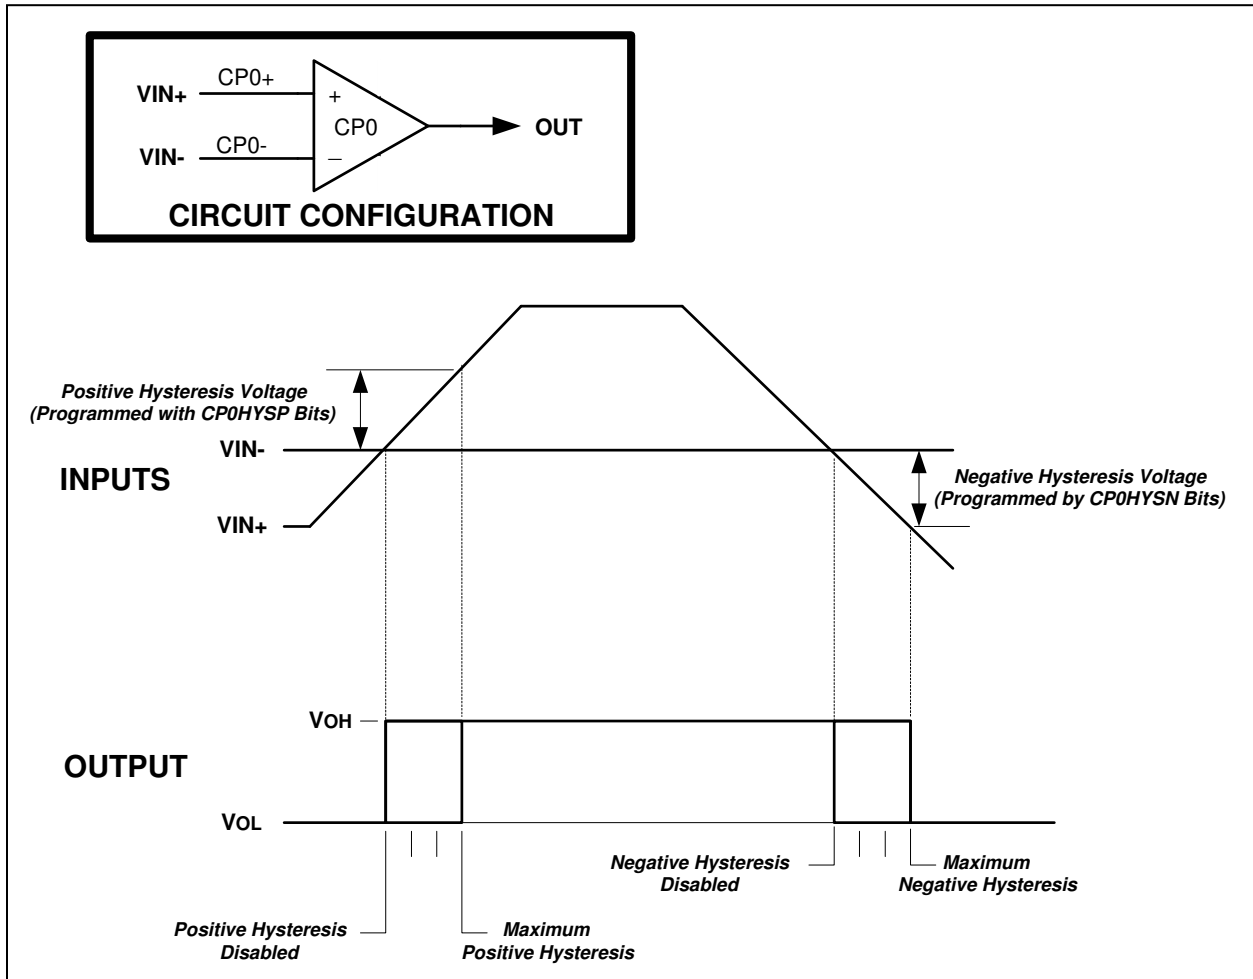 CP0+
VIN+
+
CP0
OUT
VIN-
CP0-
–
CIRCUIT CONFIGURATION
Positive Hysteresis Voltage
(Programmed with CP0HYSP Bits)
VIN-
INPUTS
Negative Hysteresis Voltage
(Programmed by CP0HYSN Bits)
VIN+
VOH
OUTPUT
VOL
Negative Hysteresis
Disabled
Maximum
Negative Hysteresis
Positive Hysteresis
Disabled
Maximum
Positive Hysteresis